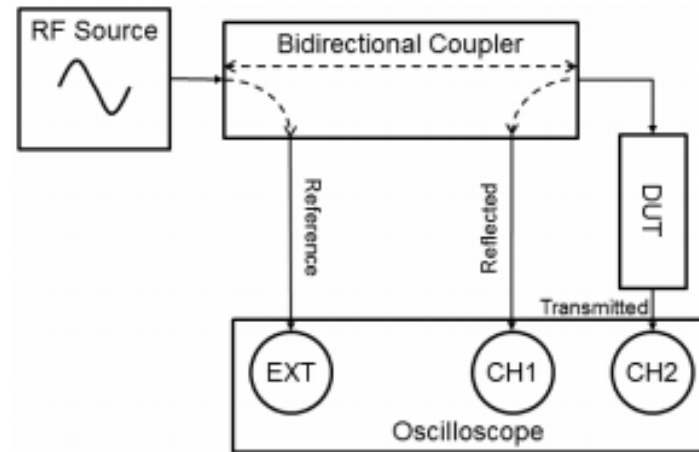 RF Source
Bidirectional Coupler
Reference
Reflected
DUT
Transmitted
EXT
CH1
CH2
Oscilloscope